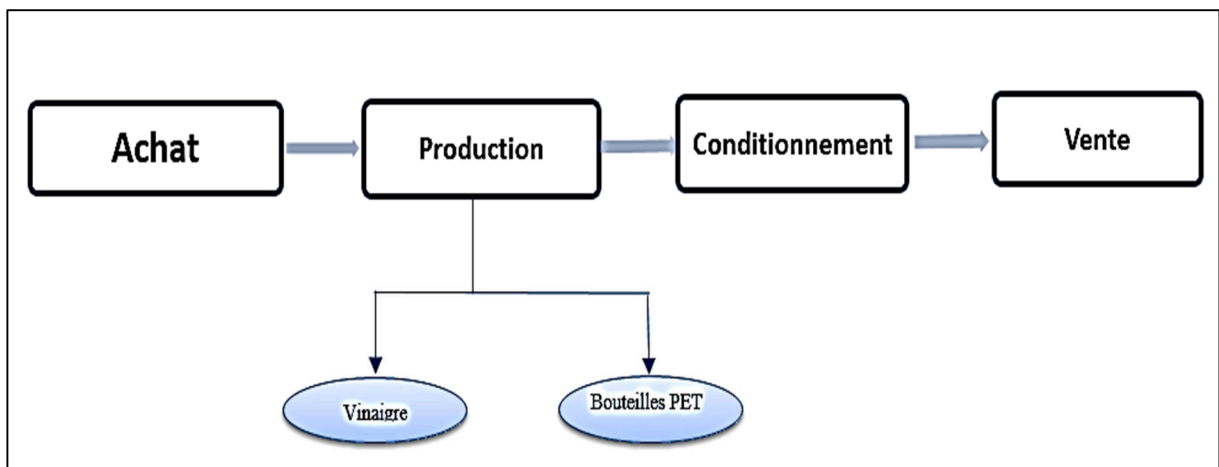 Achat
Production
Conditionnement
Vente
Vinaigre
Bouteilles PET